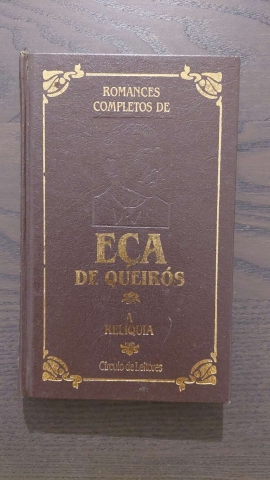 ROMANCES
COMPLETOS DE
EÇA
DE QUEIRÓS
A
RELÍQUIA
Círculo de Leitores